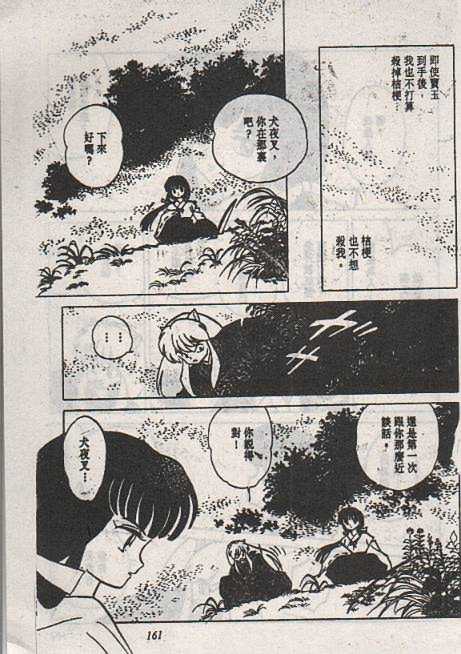 即使寶玉
到手後，
我也不打算
殺掉桔梗…
桔梗
也不想
殺我。
犬夜叉，
你在那裏
吧？
下來
好嗎？
……
還是第一次
跟你那麼近
談話。
你說得
對！
犬夜叉…
161